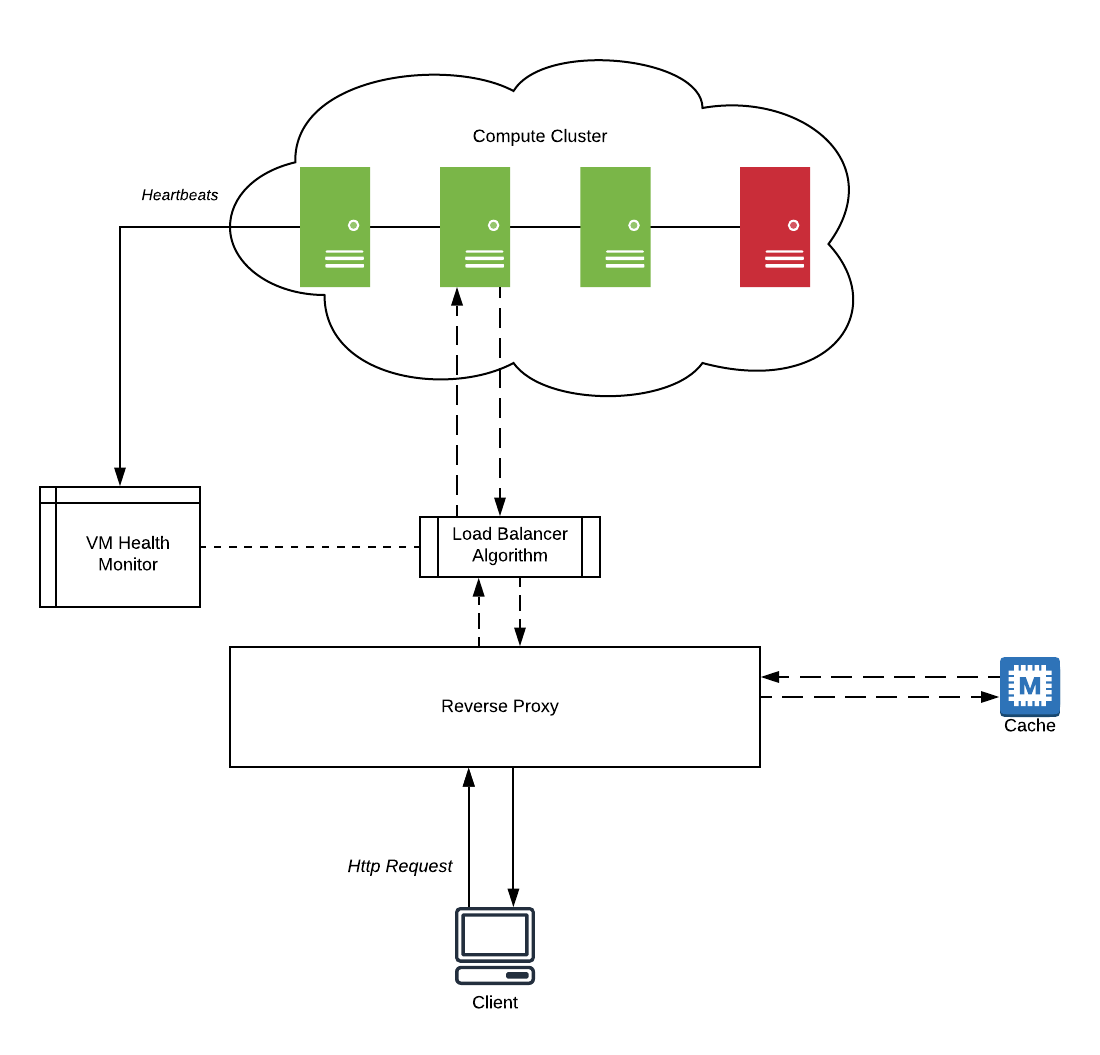 Compute Cluster
Heartbeats
VM Health
Monitor
Load Balancer
Algorithm
Reverse Proxy
M
Cache
Http Request
Client